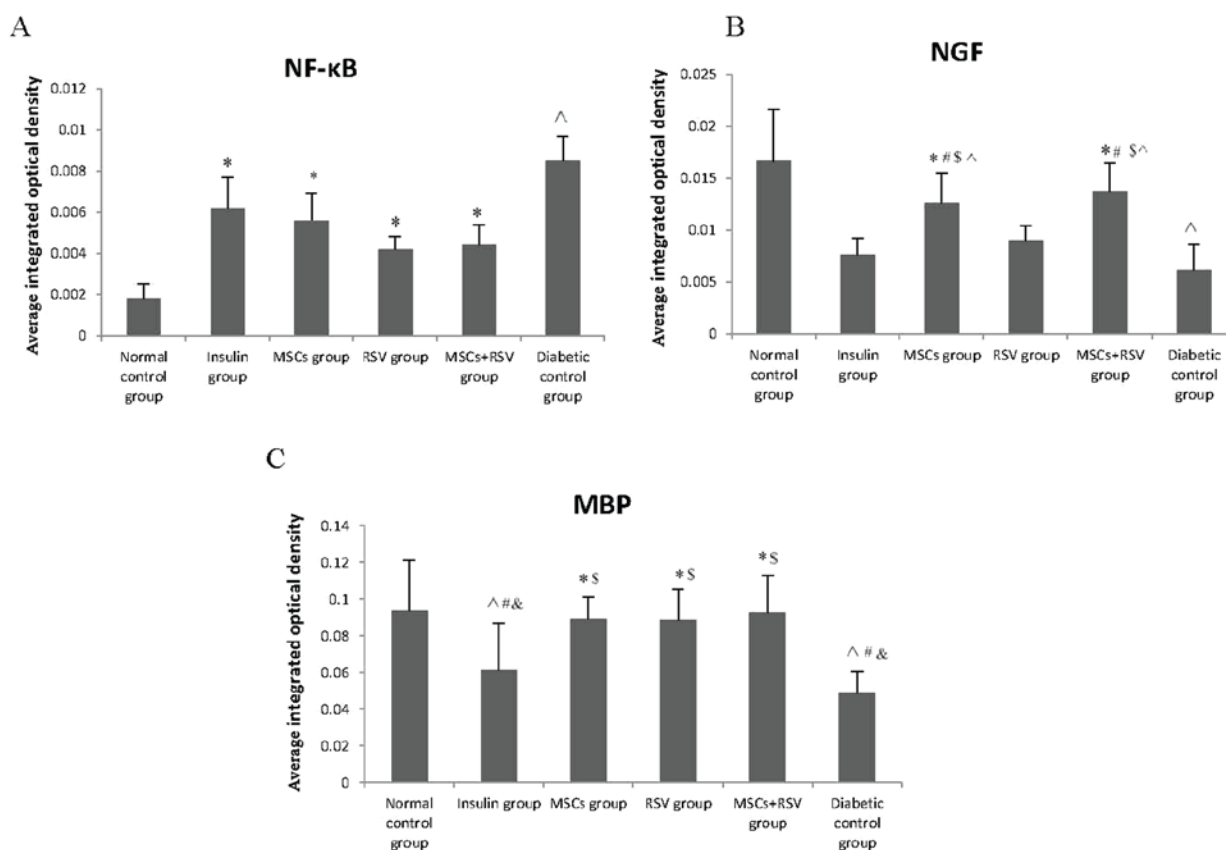 A
NF-κB
Average integrated optical density
0.012
0.01
0.008
0.006
0.004
0.002
0
*
*
*
*
^
Normal
control
group
Insulin
group
MSCs group
RSV group
MSCs+RSV
group
Diabetic
control
group
B
NGF
Average integrated optical density
0.025
0.02
0.015
0.01
0.005
0
*#$^
*# $^
^
Normal
control
group
Insulin
group
MSCs group
RSV group
MSCs+RSV
group
Diabetic
control
group
C
MBP
Average integrated optical density
0.14
0.12
0.1
0.08
0.06
0.04
0.02
0
^#&
*$
*$
*$
^#&
Normal
control
group
Insulin group
MSCs group
RSV group
MSCs+RSV
group
Diabetic
control
group